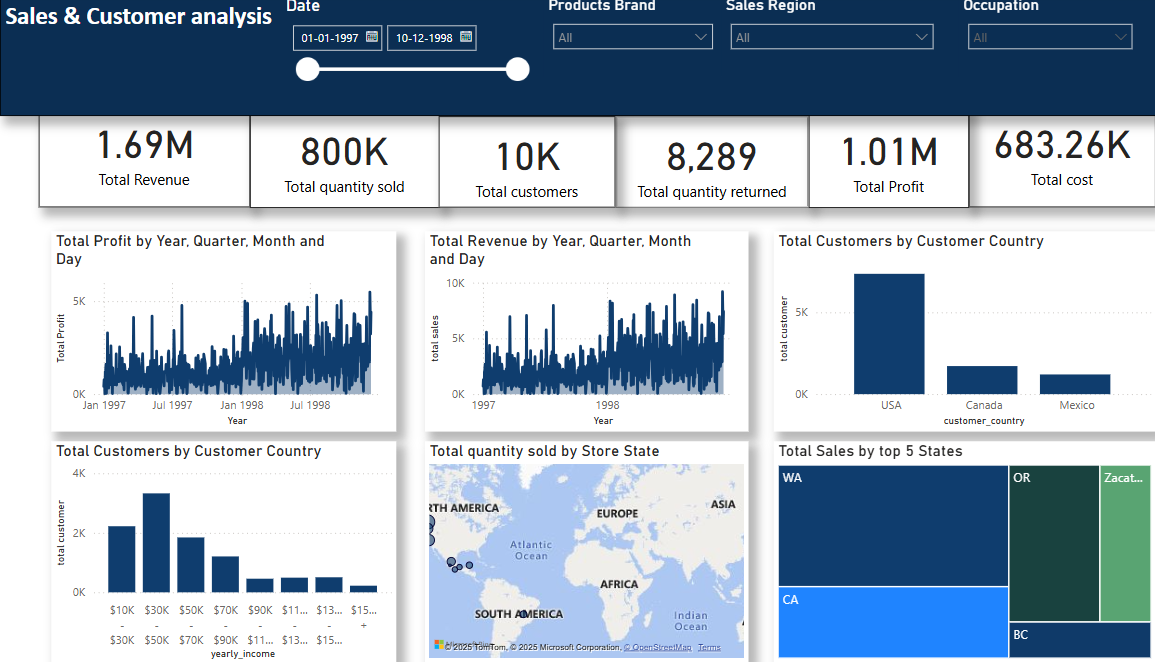 Sales & Customer analysis
Date
Products Brand
Sales Region
Occupation
01-01-1997
10-12-1998
All
All
All
1.69M
Total Revenue
800K
Total quantity sold
10K
Total customers
8,289
Total quantity returned
1.01M
Total Profit
683.26K
Total cost
Total Profit by Year, Quarter, Month and
Day
Total Profit
5K
0K
Jan 1997
Jul 1997
Jan 1998
Jul 1998
Year
Total Revenue by Year, Quarter, Month
and Day
total sales
10K
5K
0K
1997
1998
Year
Total Customers by Customer Country
total customer
5K
0K
USA
Canada
Mexico
customer_country
Total Customers by Customer Country
total customer
4K
2K
0K
$10K - $30K
$30K - $50K
$50K - $70K
$70K - $90K
$90K - $11...
$11... - $13...
$13... - $15...
$15... +
yearly_income
Total quantity sold by Store State
RTH AMERICA
EUROPE
ASIA
Atlantic
Ocean
AFRICA
SOUTH AMERICA
Indian
Ocean
© 2025 TomTom, © 2025 Microsoft Corporation, © OpenStreetMap Terms
Total Sales by top 5 States
WA
OR
Zacat...
CA
BC